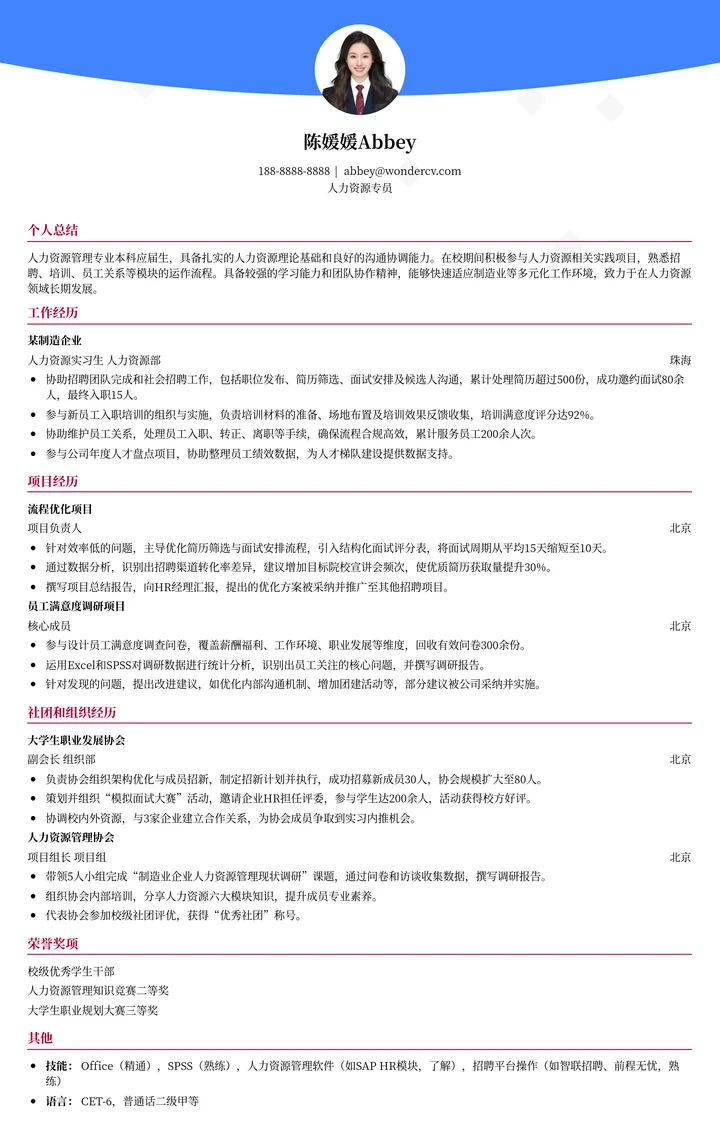 陈媛媛Abbey
188-8888-8888 | abbey@wondercv.com
人力资源专员
个人总结
人力资源管理专业本科应届生，具备扎实的人力资源理论基础和良好的沟通协调能力。在校期间积极参与人力资源相关实践项目，熟悉招
聘、培训、员工关系等模块的运作流程。具备较强的学习能力和团队协作精神，能够快速适应制造业等多元化工作环境，致力于在人力资源
领域长期发展。
工作经历
某制造企业
人力资源实习生 人力资源部 珠海
• 协助招聘团队完成和社会招聘工作，包括职位发布、简历筛选、面试安排及候选人沟通，累计处理简历超过500份，成功邀约面试80余
人，最终入职15人。
• 参与新员工入职培训的组织与实施，负责培训材料的准备、场地布置及培训效果反馈收集，培训满意度评分达92%。
• 协助维护员工关系，处理员工入职、转正、离职等手续，确保流程合规高效，累计服务员工200余人次。
• 参与公司年度人才盘点项目，协助整理员工绩效数据，为人才梯队建设提供数据支持。
项目经历
流程优化项目
项目负责人 北京
• 针对效率低的问题，主导优化简历筛选与面试安排流程，引入结构化面试评分表，将面试周期从平均15天缩短至10天。
• 通过数据分析，识别出招聘渠道转化率差异，建议增加目标院校宣讲会频次，使优质简历获取量提升30%。
• 撰写项目总结报告，向HR经理汇报，提出的优化方案被采纳并推广至其他招聘项目。
员工满意度调研项目
核心成员 北京
• 参与设计员工满意度调查问卷，覆盖薪酬福利、工作环境、职业发展等维度，回收有效问卷300余份。
• 运用Excel和SPSS对调研数据进行统计分析，识别出员工关注的核心问题，并撰写调研报告。
• 针对发现的问题，提出改进建议，如优化内部沟通机制、增加团建活动等，部分建议被公司采纳并实施。
社团和组织经历
大学生职业发展协会
副会长 组织部 北京
• 负责协会组织架构优化与成员招新，制定招新计划并执行，成功招募新成员30人，协会规模扩大至80人。
• 策划并组织“模拟面试大赛”活动，邀请企业HR担任评委，参与学生达200余人，活动获得校方好评。
• 协调校内外资源，与3家企业建立合作关系，为协会成员争取到实习内推机会。
人力资源管理协会
项目组长 项目组 北京
• 带领5人小组完成“制造业企业人力资源管理现状调研”课题，通过问卷和访谈收集数据，撰写调研报告。
• 组织协会内部培训，分享人力资源六大模块知识，提升成员专业素养。
• 代表协会参加校级社团评优，获得“优秀社团”称号。
荣誉奖项
校级优秀学生干部
人力资源管理知识竞赛二等奖
大学生职业规划大赛三等奖
其他
• 技能： Office（精通），SPSS（熟练），人力资源管理软件（如SAP HR模块，了解），招聘平台操作（如智联招聘、前程无忧，熟
练）
• 语言： CET-6，普通话二级甲等